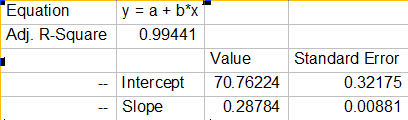 Equation y = a + b*x
Adj. R-Square 0.99441
Value Standard Error
-- Intercept 70.76224 0.32175
-- Slope 0.28784 0.00881